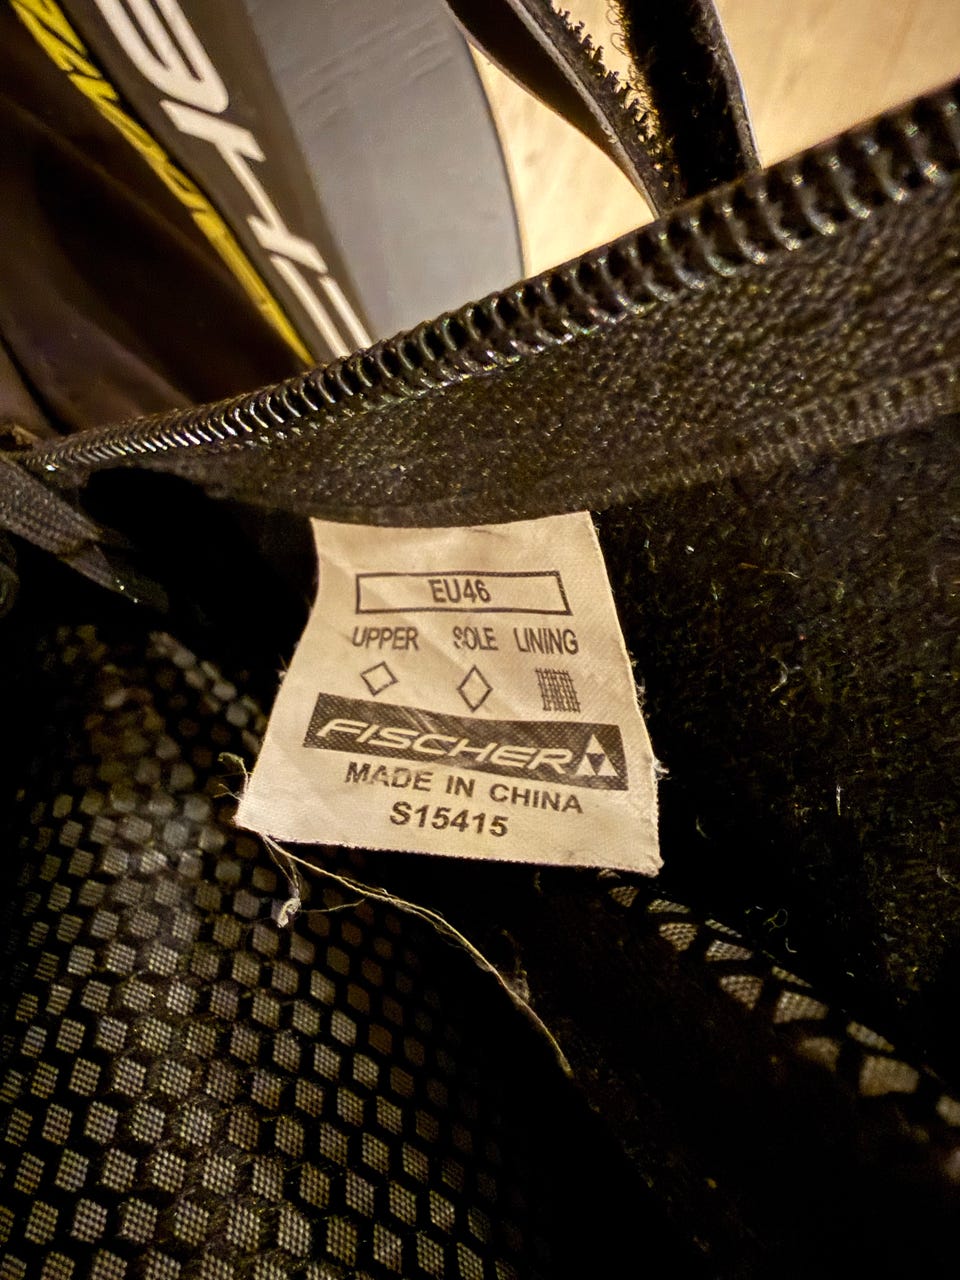 EU46
UPPER SOLE LINING
FISCHER
MADE IN CHINA
S15415